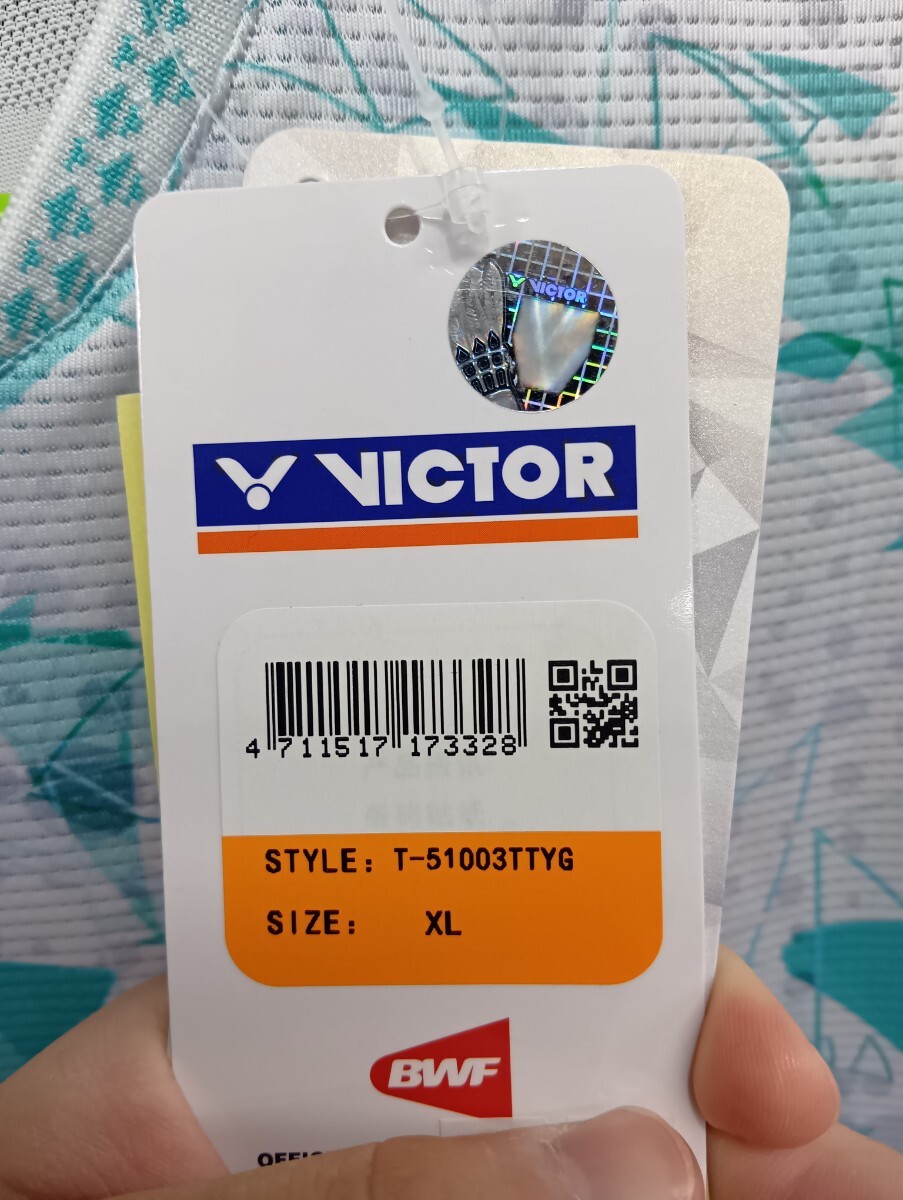 VICTOR
VICTOR
4 711517 173328
STYLE: T-51003TTYG
SIZE: XL
BWF